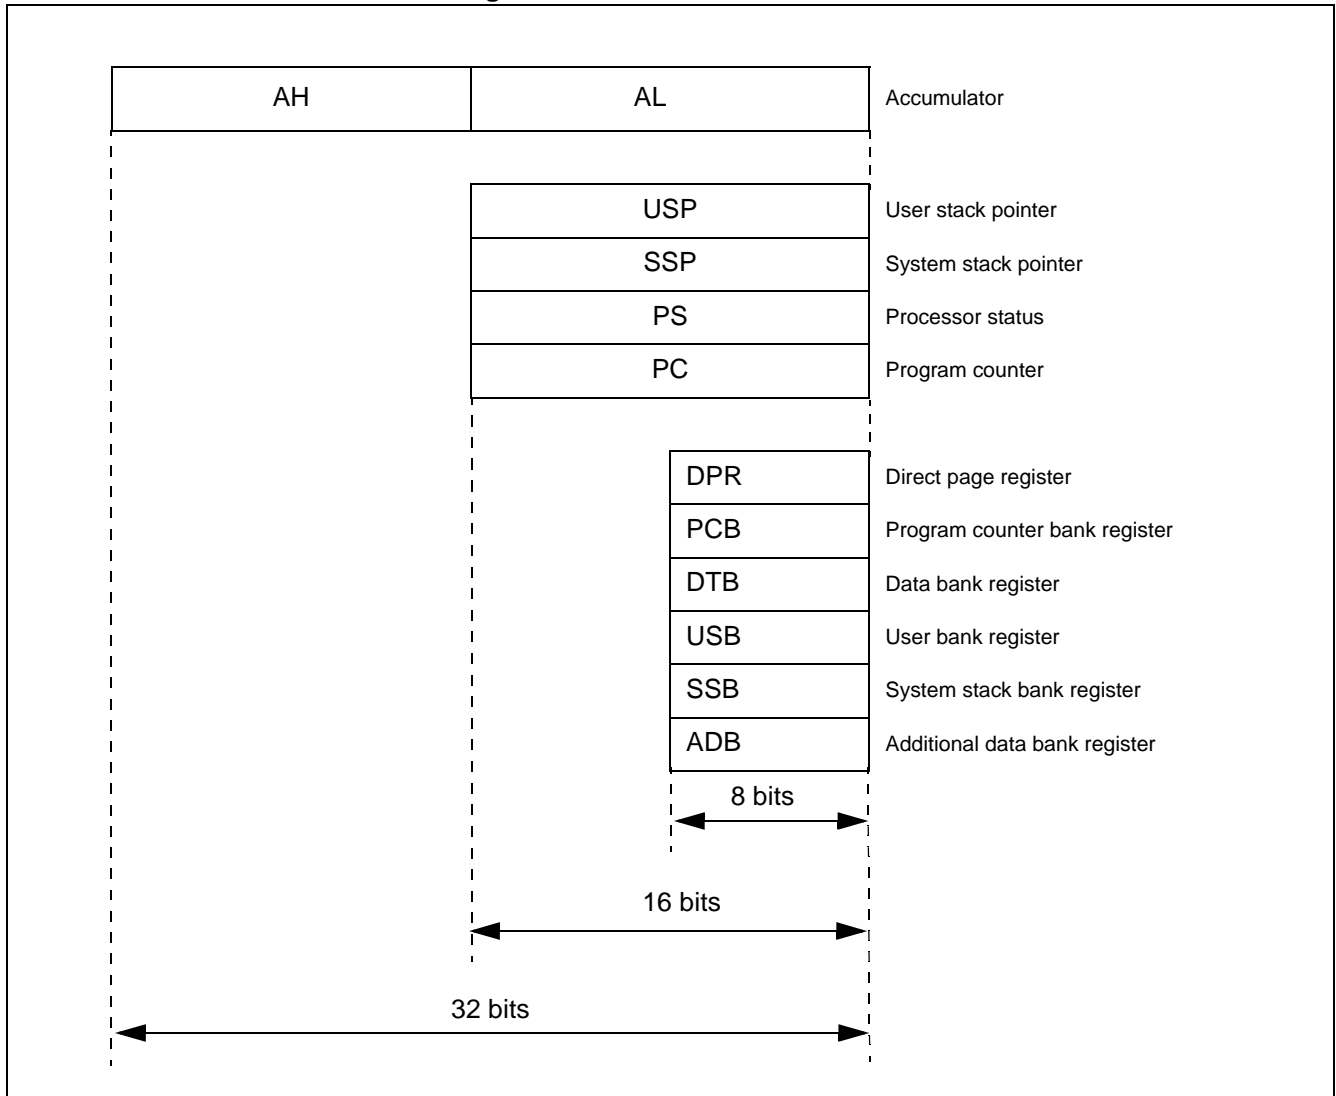 AH AL Accumulator
USP User stack pointer
SSP System stack pointer
PS Processor status
PC Program counter
DPR Direct page register
PCB Program counter bank register
DTB Data bank register
USB User bank register
SSB System stack bank register
ADB Additional data bank register
8 bits
16 bits
32 bits